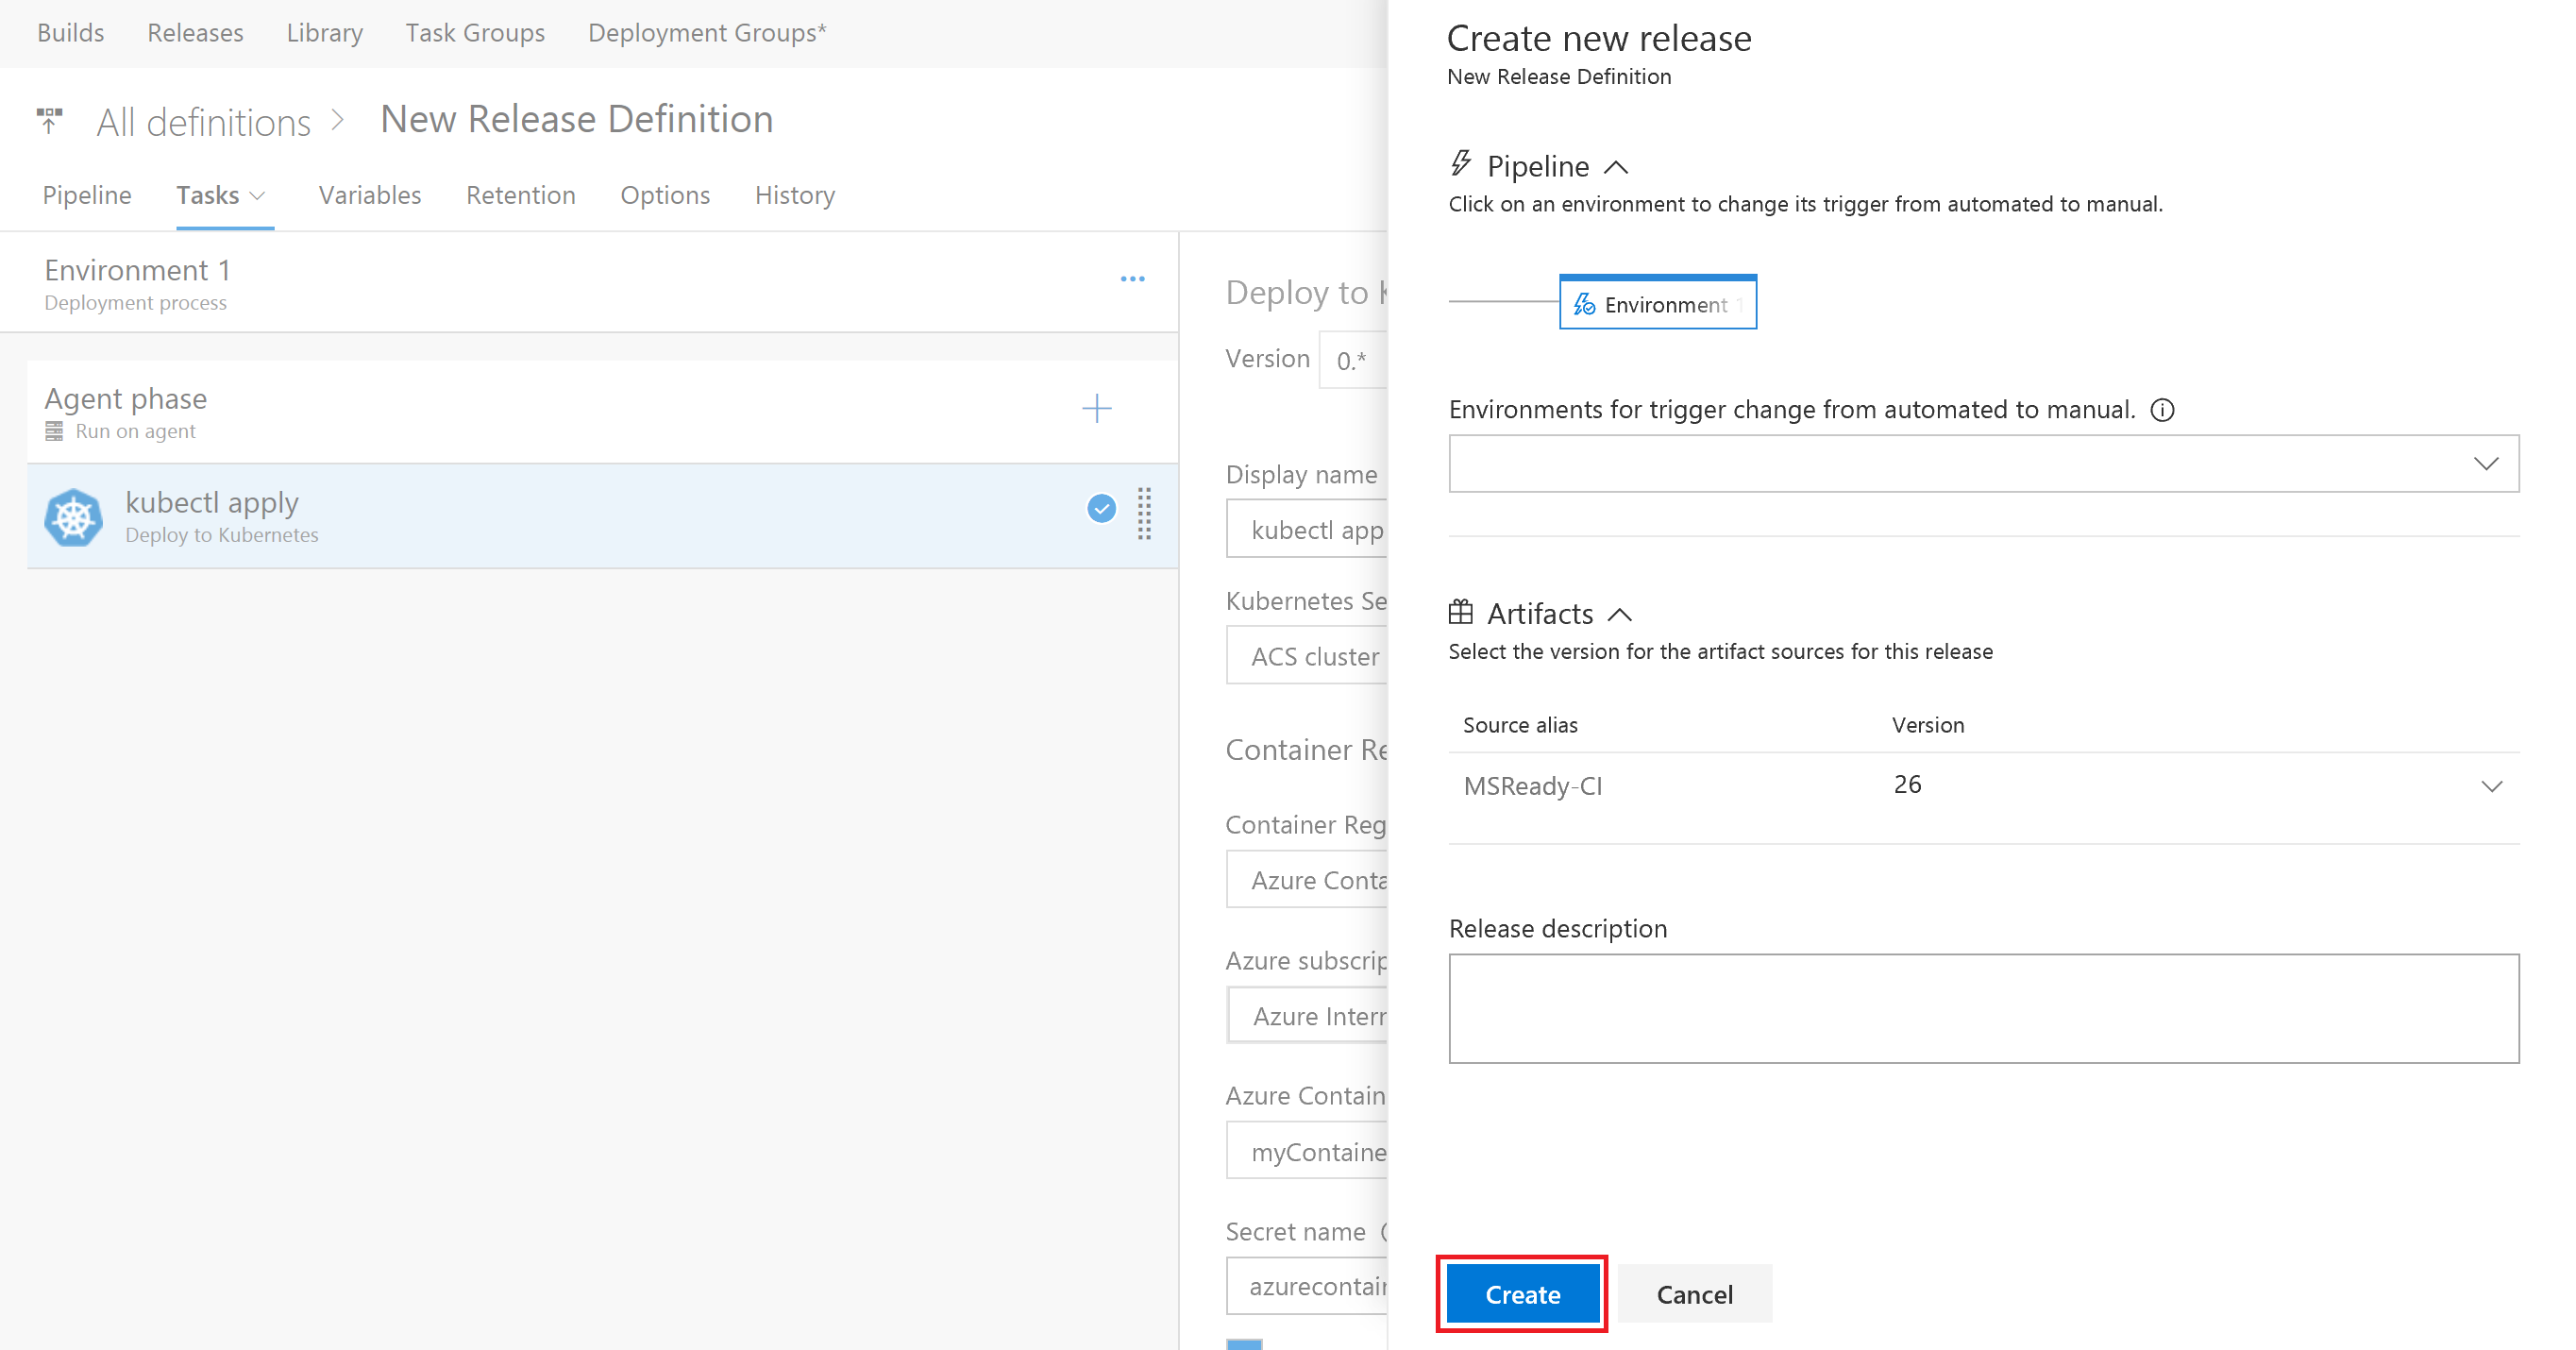 Builds Releases Library Task Groups Deployment Groups*
All definitions > New Release Definition
Pipeline Tasks Variables Retention Options History
Environment 1
Deployment process
Agent phase
Run on agent
kubectl apply
Deploy to Kubernetes
Deploy to K
Version 0.*
Display name
kubectl app
Kubernetes Se
ACS cluster
Container Re
Container Reg
Azure Conta
Azure subscrip
Azure Intern
Azure Contain
myContaine
Secret name
azurecontain
Create new release
New Release Definition
Pipeline
Click on an environment to change its trigger from automated to manual.
Environment 1
Environments for trigger change from automated to manual.
Artifacts
Select the version for the artifact sources for this release
Source alias Version
MSReady-CI 26
Release description
Create Cancel